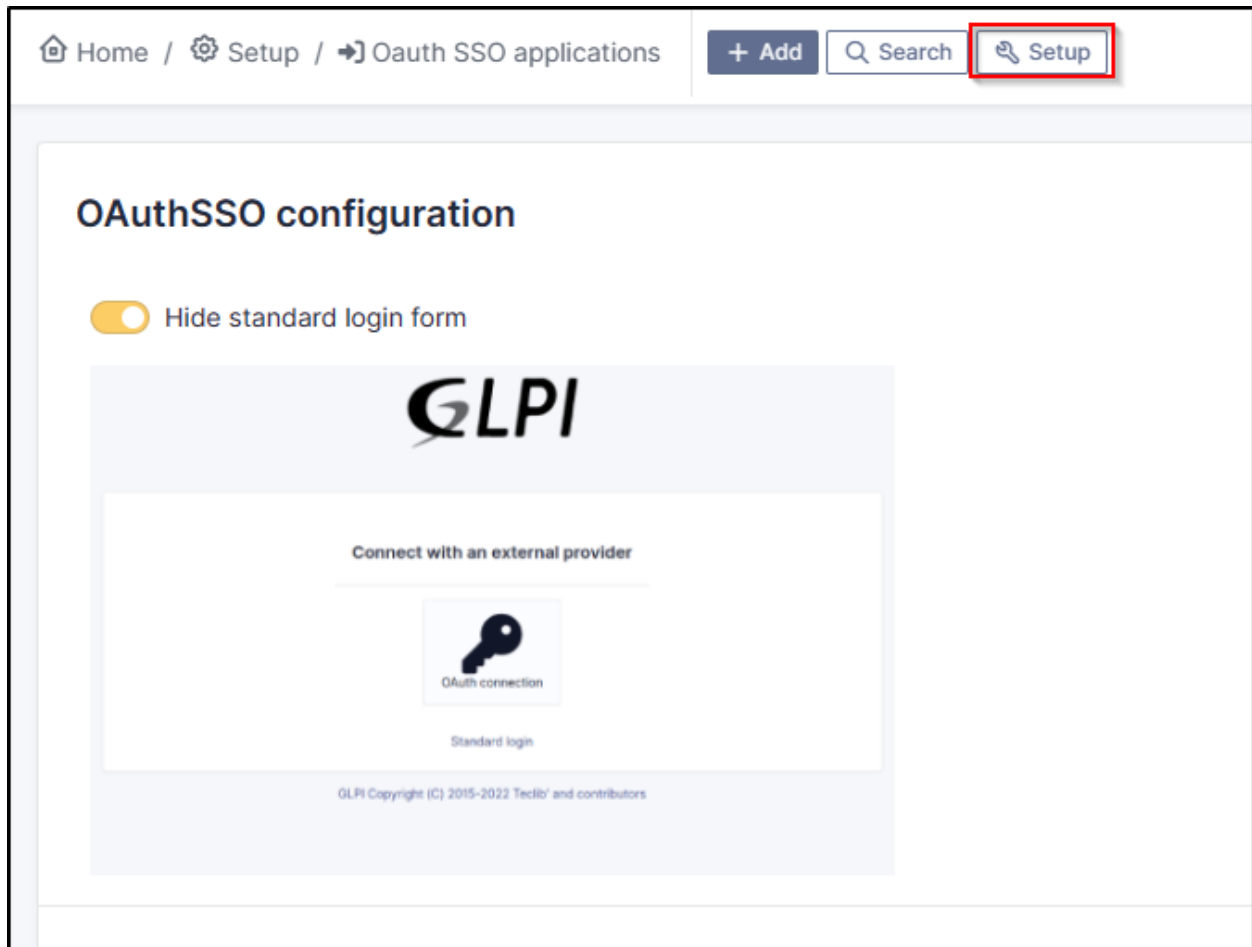 Home / Setup / Oauth SSO applications + Add Search Setup
OAuthSSO configuration
Hide standard login form
GLPI
Connect with an external provider
OAuth connection
Standard login
GLPI Copyright (C) 2015-2022 Teclib' and contributors